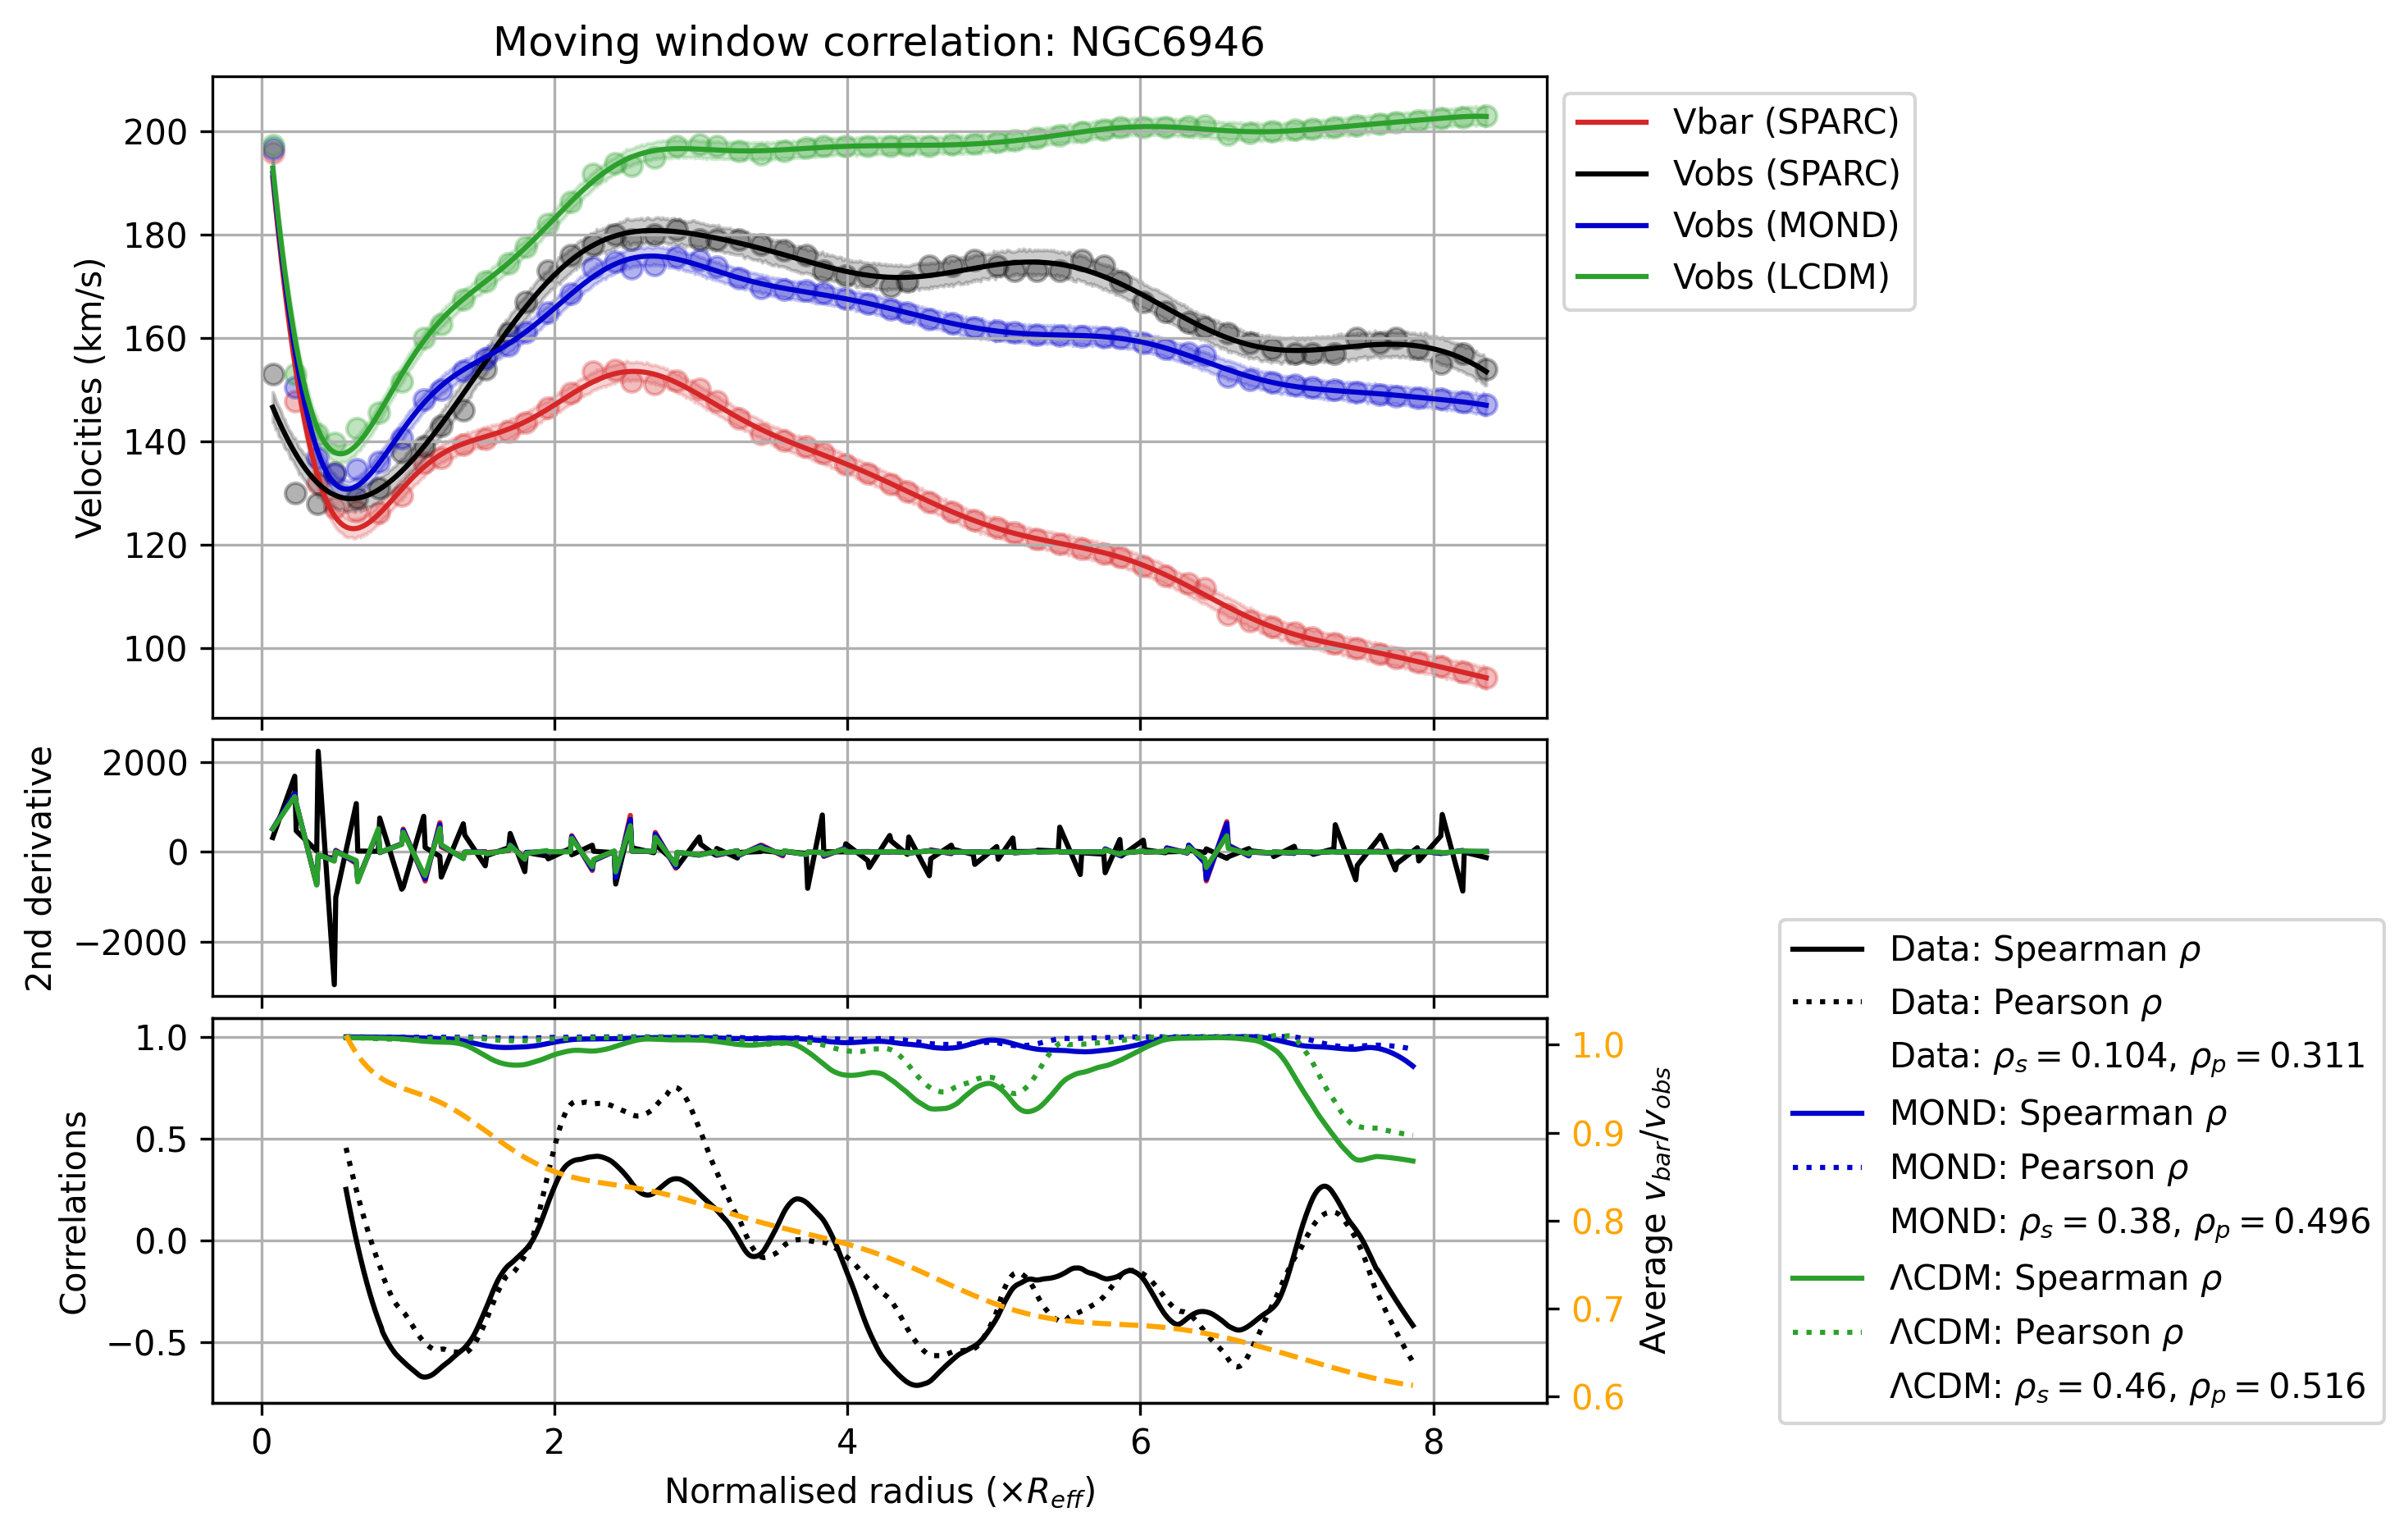 Moving window correlation: NGC6946
200
180
160
140
120
100
Velocities (km/s)
Vbar (SPARC)
Vobs (SPARC)
Vobs (MOND)
Vobs (LCDM)
2000
0
−2000
2nd derivative
1.0
0.5
0.0
−0.5
Correlations
1.0
0.9
0.8
0.7
0.6
Average v_bar/v_obs
0
2
4
6
8
Normalised radius (×R_eff)
Data: Spearman ρ
Data: Pearson ρ
Data: ρ_s = 0.104, ρ_p = 0.311
MOND: Spearman ρ
MOND: Pearson ρ
MOND: ρ_s = 0.38, ρ_p = 0.496
ΛCDM: Spearman ρ
ΛCDM: Pearson ρ
ΛCDM: ρ_s = 0.46, ρ_p = 0.516